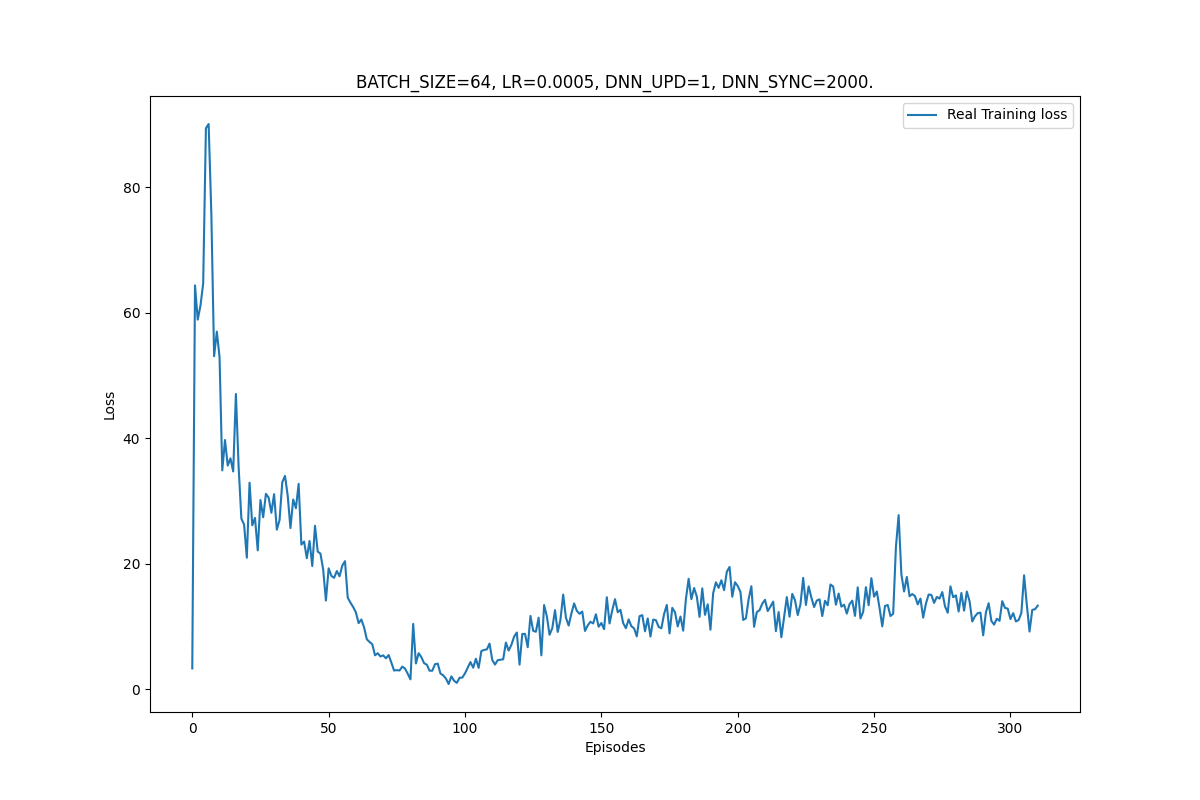 BATCH_SIZE=64, LR=0.0005, DNN_UPD=1, DNN_SYNC=2000.
Real Training loss
80
60
40
20
0
Loss
0 50 100 150 200 250 300
Episodes